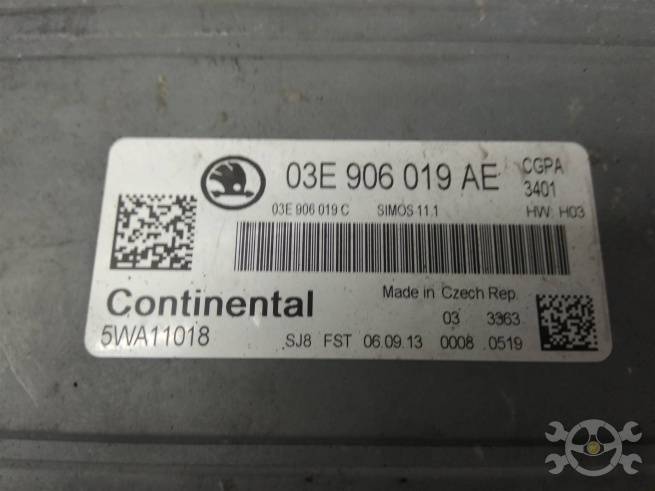 03E 906 019 AE
CGPA
3401
03E 906 019 C SIMOS 11.1 HW: H03
Continental
Made in Czech Rep.
5WA11018
03 3363
SJ8 FST 06.09.13 0008 0519